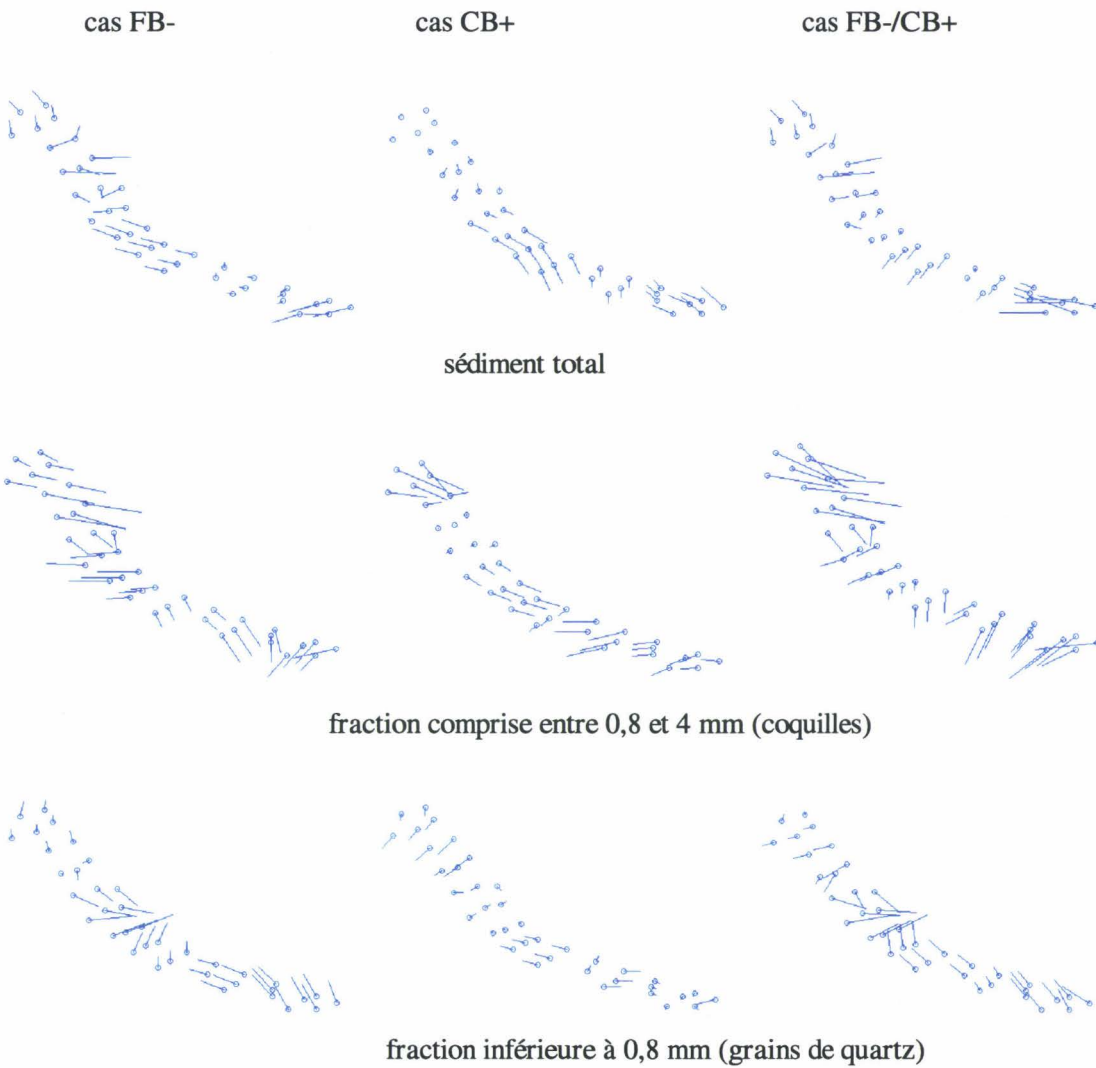 cas FB- cas CB+ cas FB-/CB+
sédiment total
fraction comprise entre 0,8 et 4 mm (coquilles)
fraction inférieure à 0,8 mm (grains de quartz)